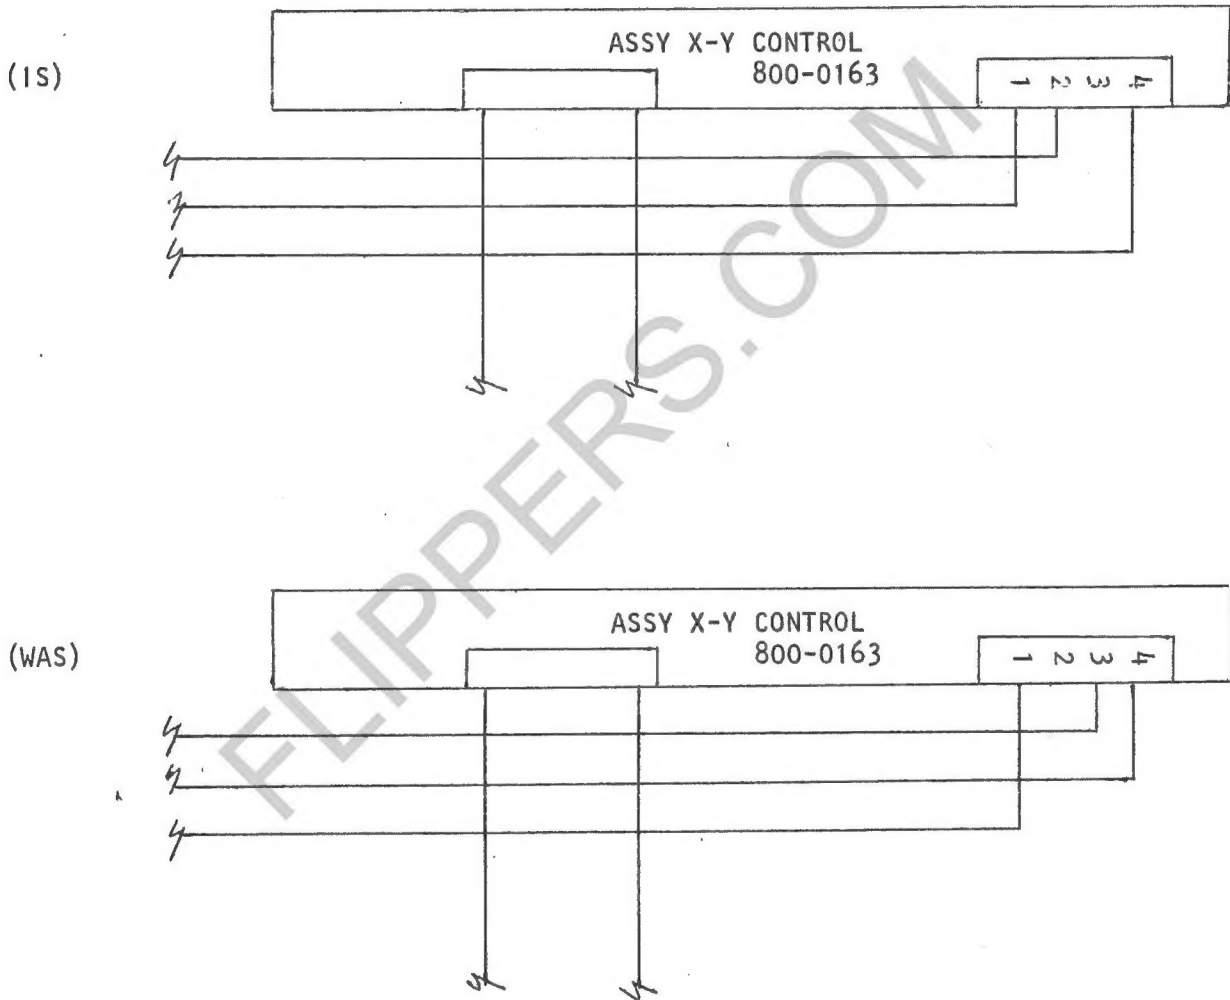 (IS)
ASSY X-Y CONTROL
800-0163
1 2 3 4
FLIPPERS.COM
(WAS)
ASSY X-Y CONTROL
800-0163
1 2 3 4